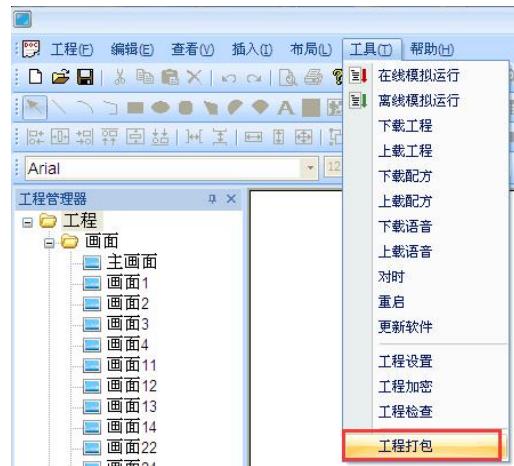 工程(F) 编辑(E) 查看(V) 插入(I) 布局(L) 工具(T) 帮助(H)
Arial
12
在线模拟运行
离线模拟运行
下载工程
上载工程
下载配方
上载配方
下载语音
上载语音
对时
重启
更新软件
工程设置
工程加密
工程检查
工程打包
工程管理器
工程
画面
主画面
画面1
画面2
画面3
画面4
画面11
画面12
画面13
画面14
画面22